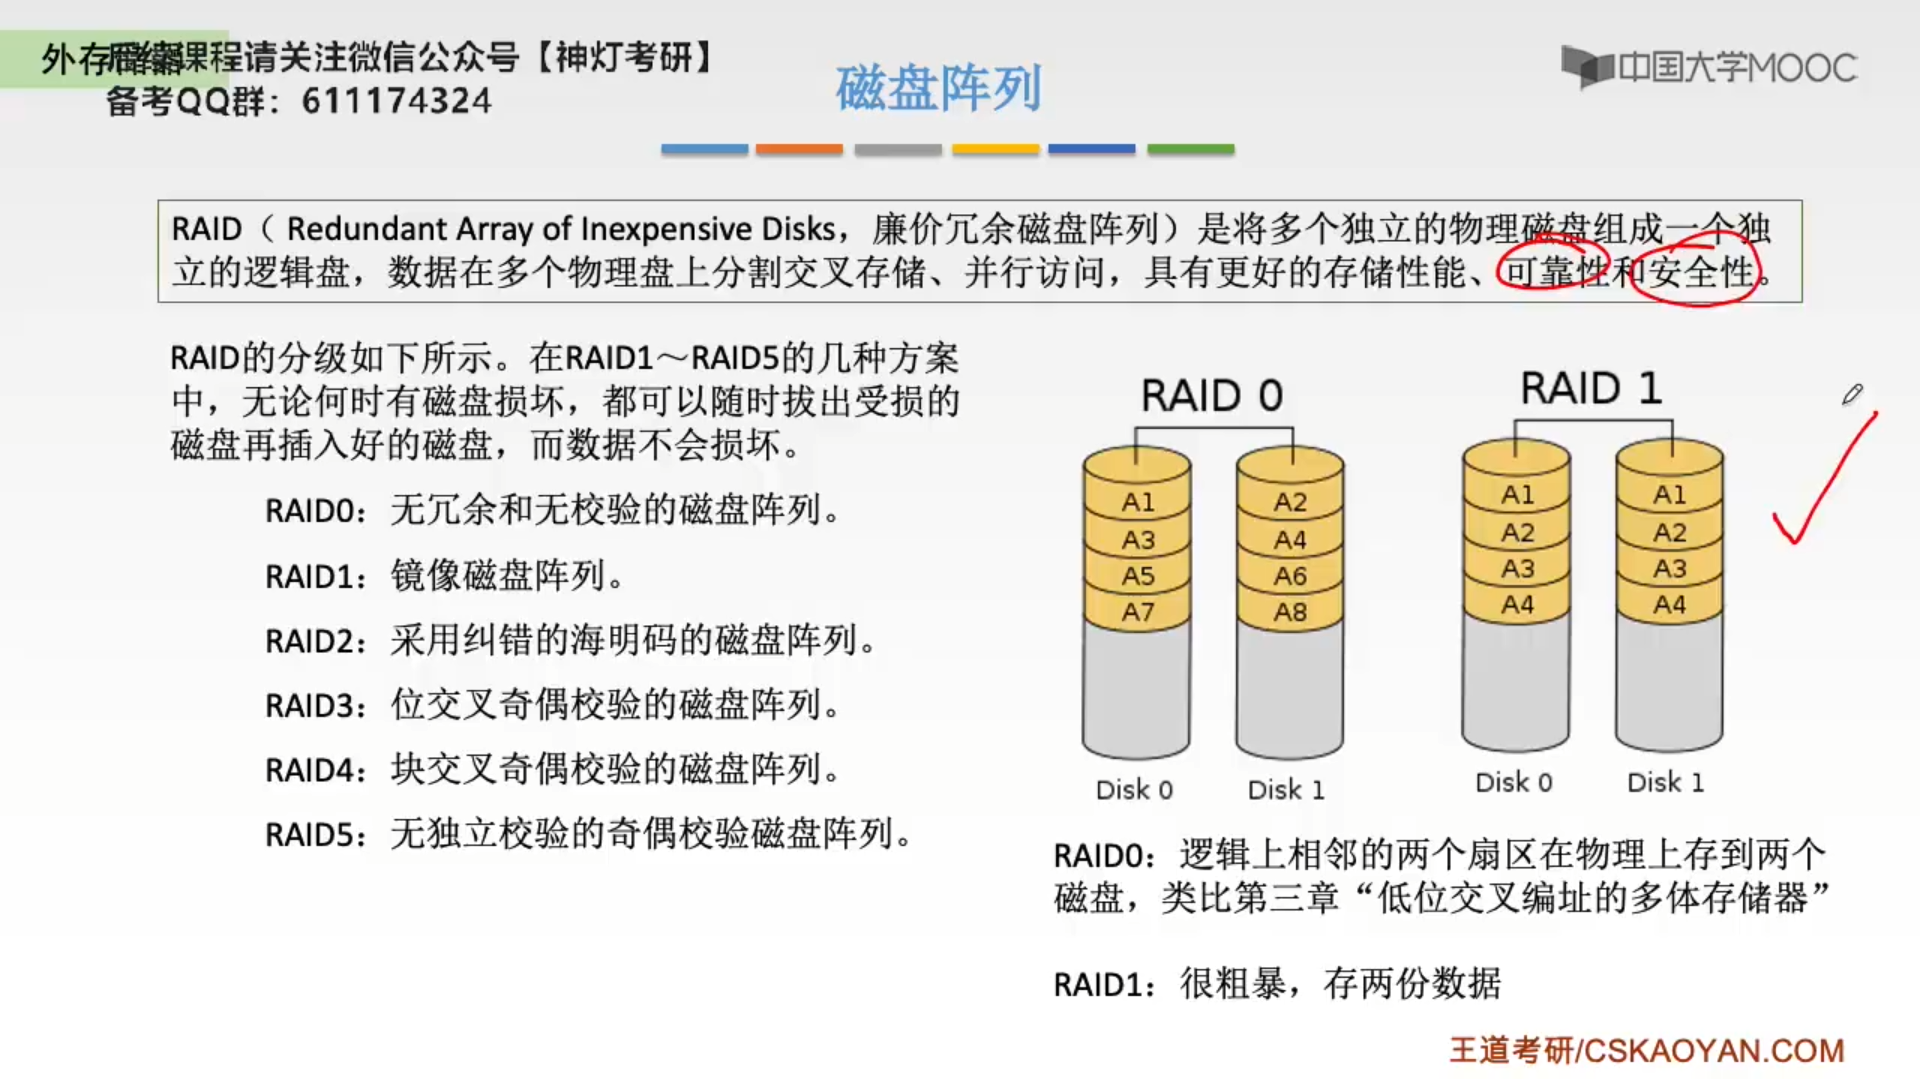 外存储器
课程请关注微信公众号【神灯考研】
备考QQ群：611174324
磁盘阵列
中国大学MOOC
RAID（ Redundant Array of Inexpensive Disks，廉价冗余磁盘阵列）是将多个独立的物理磁盘组成一个独
立的逻辑盘，数据在多个物理盘上分割交叉存储、并行访问，具有更好的存储性能、可靠性和安全性。
RAID的分级如下所示。在RAID1～RAID5的几种方案
中，无论何时有磁盘损坏，都可以随时拔出受损的
磁盘再插入好的磁盘，而数据不会损坏。
RAID0：无冗余和无校验的磁盘阵列。
RAID1：镜像磁盘阵列。
RAID2：采用纠错的海明码的磁盘阵列。
RAID3：位交叉奇偶校验的磁盘阵列。
RAID4：块交叉奇偶校验的磁盘阵列。
RAID5：无独立校验的奇偶校验磁盘阵列。
RAID 0
A1 A2
A3 A4
A5 A6
A7 A8
Disk 0 Disk 1
RAID 1
A1 A1
A2 A2
A3 A3
A4 A4
Disk 0 Disk 1
RAID0：逻辑上相邻的两个扇区在物理上存到两个
磁盘，类比第三章“低位交叉编址的多体存储器”
RAID1：很粗暴，存两份数据
王道考研/CSKAOYAN.COM